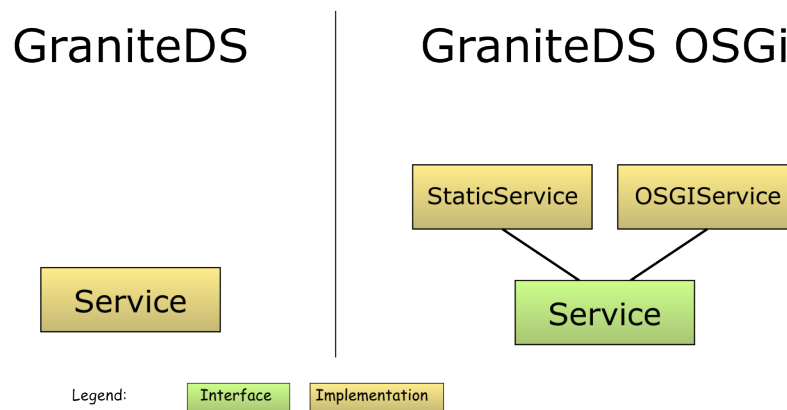 GraniteDS
GraniteDS OSGi
StaticService
OSGIService
Service
Service
Legend:
Interface
Implementation